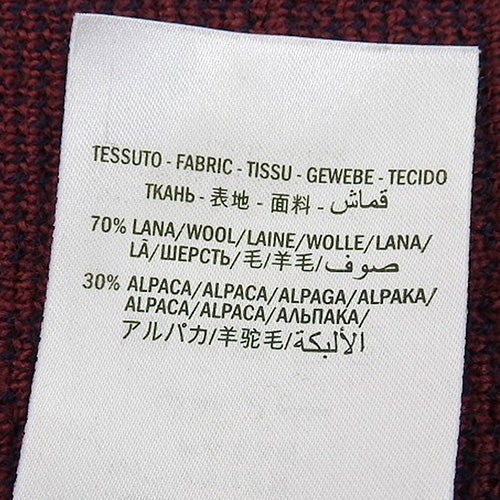 TESSUTO - FABRIC - TISSU - GEWEBE - TECIDO
ТКАНЬ - 表地 - 面料 - قماش
70% LANA/WOOL/LAINE/WOLLE/LANA/
LÃ/ШЕРСТЬ/毛/羊毛/صوف
30% ALPACA/ALPACA/ALPAGA/ALPAKA/
ALPACA/ALPACA/АЛЬПАКА/
アルパカ/羊驼毛/الألبكة